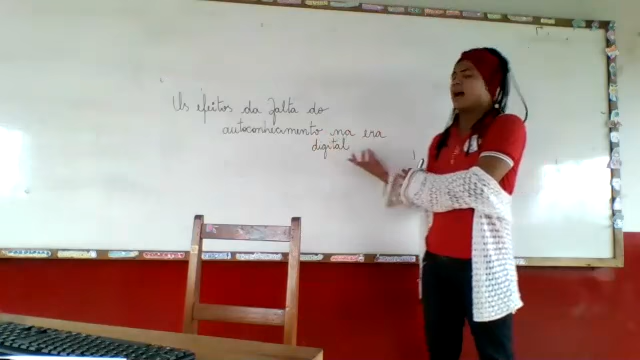 Os efeitos da falta do
autoconhecimento na era
digital